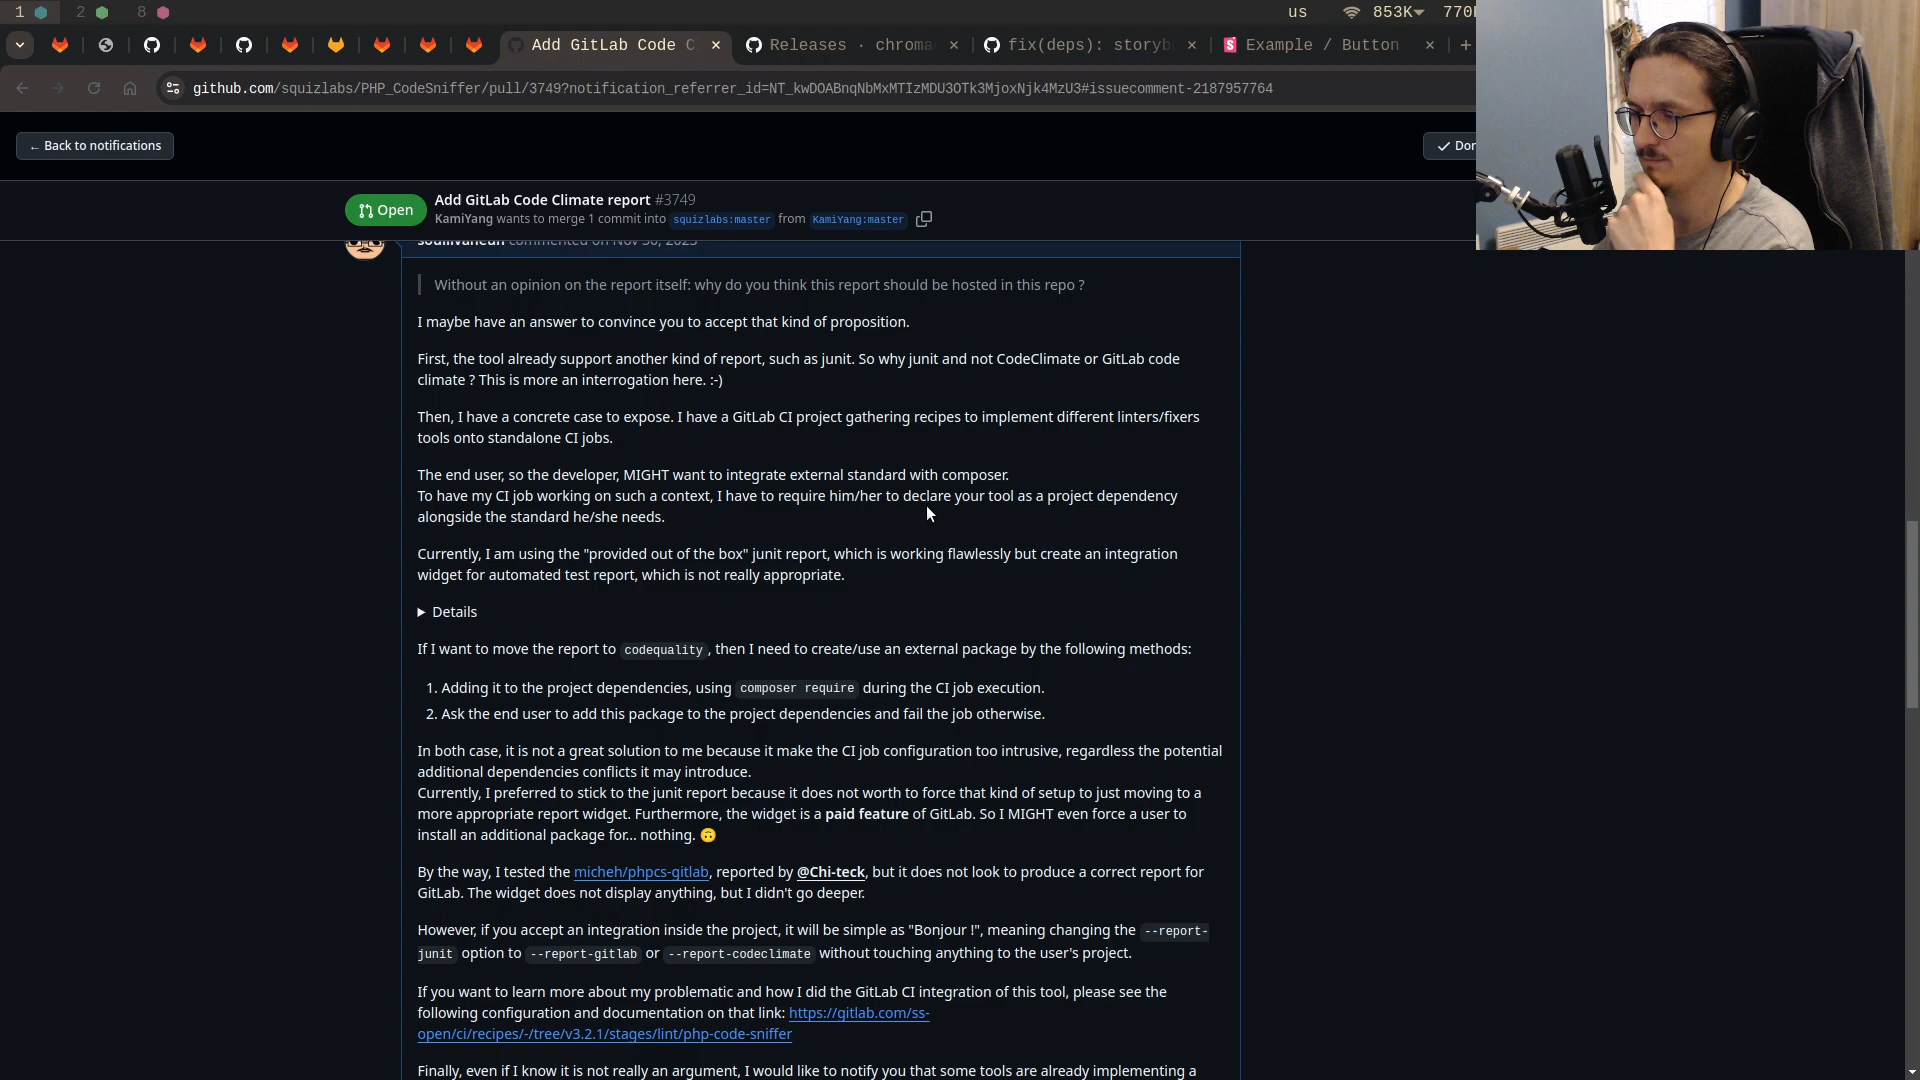 1 2 8 us 853K 770
Add GitLab Code C Releases · chroma fix(deps): storyb Example / Button
github.com/squizlabs/PHP_CodeSniffer/pull/3749?notification_referrer_id=NT_kwDOABnqNbMxMTIzMDU3OTk3MjoxNjk4MzU3#issuecomment-2187957764
← Back to notifications
Don
Open
Add GitLab Code Climate report #3749
KamiYang wants to merge 1 commit into squizlabs:master from KamiYang:master
soullivaneuh commented on Nov 30, 2023
Without an opinion on the report itself: why do you think this report should be hosted in this repo ?
I maybe have an answer to convince you to accept that kind of proposition.
First, the tool already support another kind of report, such as junit. So why junit and not CodeClimate or GitLab code
climate ? This is more an interrogation here. :-)
Then, I have a concrete case to expose. I have a GitLab CI project gathering recipes to implement different linters/fixers
tools onto standalone CI jobs.
The end user, so the developer, MIGHT want to integrate external standard with composer.
To have my CI job working on such a context, I have to require him/her to declare your tool as a project dependency
alongside the standard he/she needs.
Currently, I am using the "provided out of the box" junit report, which is working flawlessly but create an integration
widget for automated test report, which is not really appropriate.
Details
If I want to move the report to codequality, then I need to create/use an external package by the following methods:
1. Adding it to the project dependencies, using composer require during the CI job execution.
2. Ask the end user to add this package to the project dependencies and fail the job otherwise.
In both case, it is not a great solution to me because it make the CI job configuration too intrusive, regardless the potential
additional dependencies conflicts it may introduce.
Currently, I preferred to stick to the junit report because it does not worth to force that kind of setup to just moving to a
more appropriate report widget. Furthermore, the widget is a paid feature of GitLab. So I MIGHT even force a user to
install an additional package for... nothing. 🙃
By the way, I tested the micheh/phpcs-gitlab, reported by @Chi-teck, but it does not look to produce a correct report for
GitLab. The widget does not display anything, but I didn't go deeper.
However, if you accept an integration inside the project, it will be simple as "Bonjour !", meaning changing the --report-
junit option to --report-gitlab or --report-codeclimate without touching anything to the user's project.
If you want to learn more about my problematic and how I did the GitLab CI integration of this tool, please see the
following configuration and documentation on that link: https://gitlab.com/ss-
open/ci/recipes/-/tree/v3.2.1/stages/lint/php-code-sniffer
Finally, even if I know it is not really an argument, I would like to notify you that some tools are already implementing a